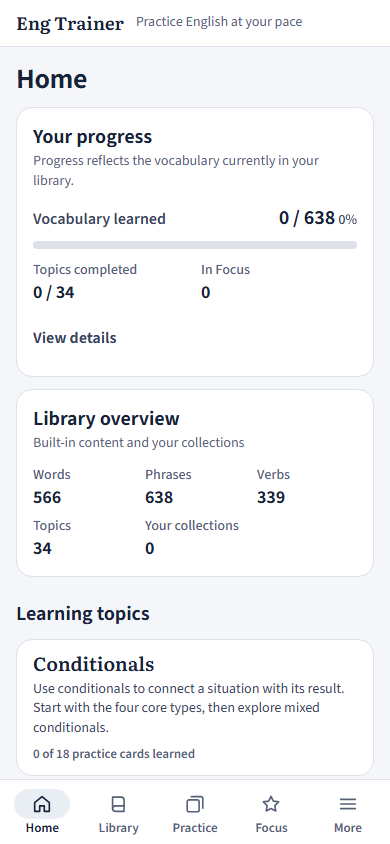 Eng Trainer Practice English at your pace
Home
Your progress
Progress reflects the vocabulary currently in your
library.
Vocabulary learned 0 / 638 0%
Topics completed In Focus
0 / 34 0
View details
Library overview
Built-in content and your collections
Words Phrases Verbs
566 638 339
Topics Your collections
34 0
Learning topics
Conditionals
Use conditionals to connect a situation with its result.
Start with the four core types, then explore mixed
conditionals.
0 of 18 practice cards learned
Home Library Practice Focus More